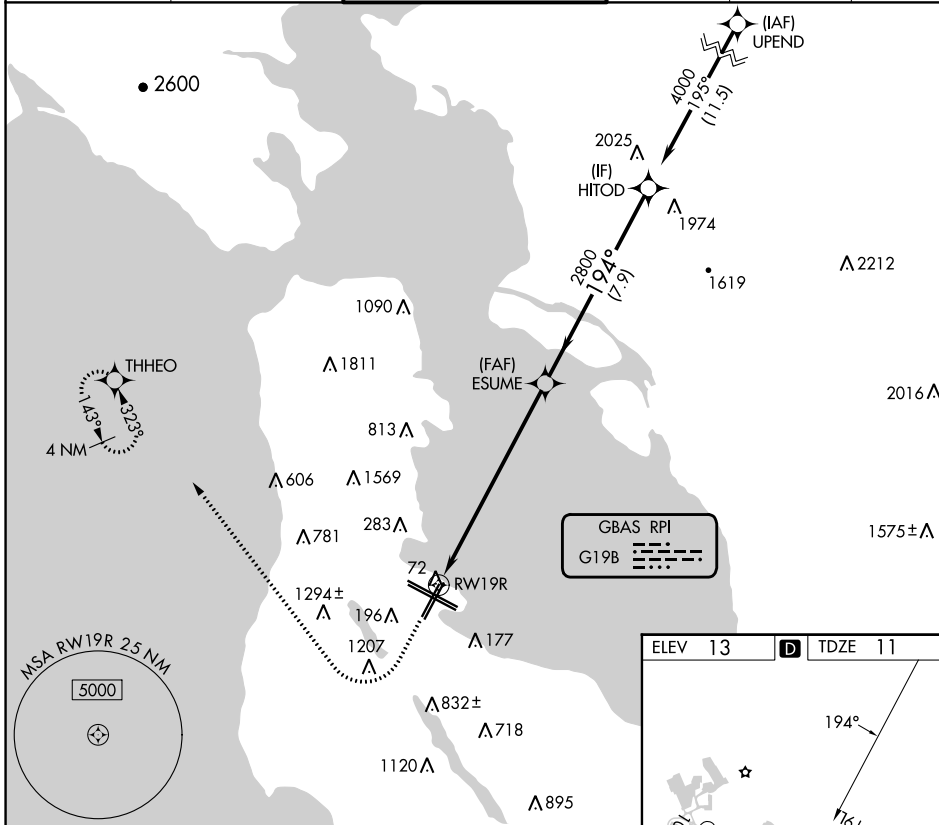 (IAF)
UPEND
2600
4000
195°
(11.5)
2025
(IF)
HITOD
1974
2800
194°
(7.9)
1619
2212
1090
THHEO
1811
(FAF)
ESUME
2016
143°
323°
4 NM
813
606
1569
283
781
GBAS RPI
G19B
1575±
72
RW19R
1294±
196
177
1207
MSA RW19R 25 NM
5000
832±
718
1120
895
ELEV 13
D
TDZE 11
194°